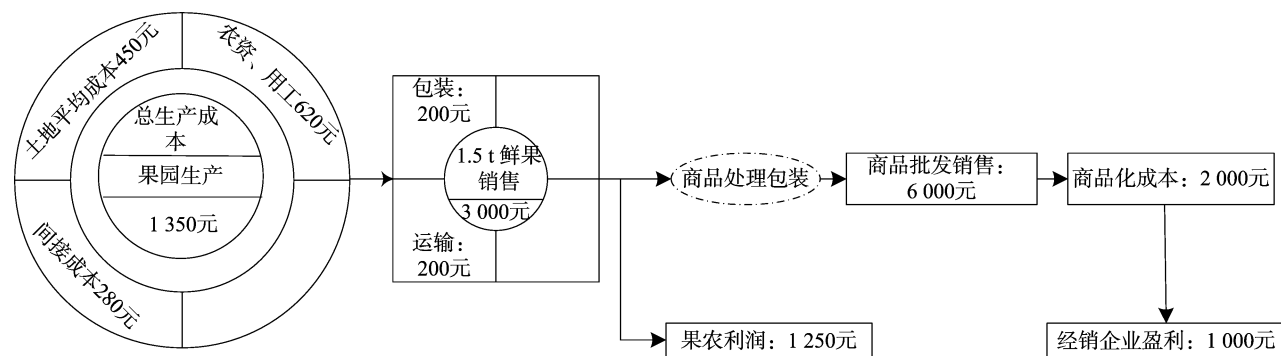 土地平均成本450元
农资、用工620元
间接成本280元
总生产成
本
果园生产
1 350元
包装：
200元
1.5 t 鲜果
销售
3 000元
运输：
200元
商品处理包装
商品批发销售：
6 000元
商品化成本：2 000元
果农利润：1 250元
经销企业盈利：1 000元